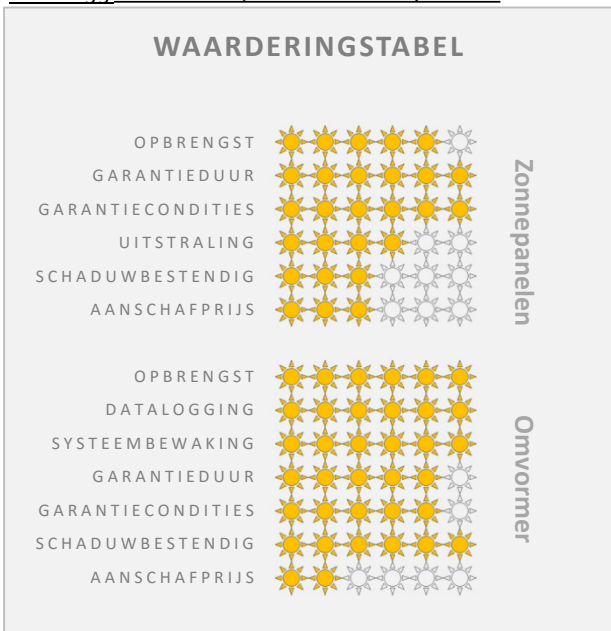 WAARDERINGSTABEL
OPBRENGST
GARANTIEDUUR
GARANTIECONDITIES
UITSTRALING
SCHADUWBESTENDIG
AANSCHAFPRIJS
Zonnepanelen
OPBRENGST
DATALOGGING
SYSTEEMBEWAKING
GARANTIEDUUR
GARANTIECONDITIES
SCHADUWBESTENDIG
AANSCHAFPRIJS
Omvormer